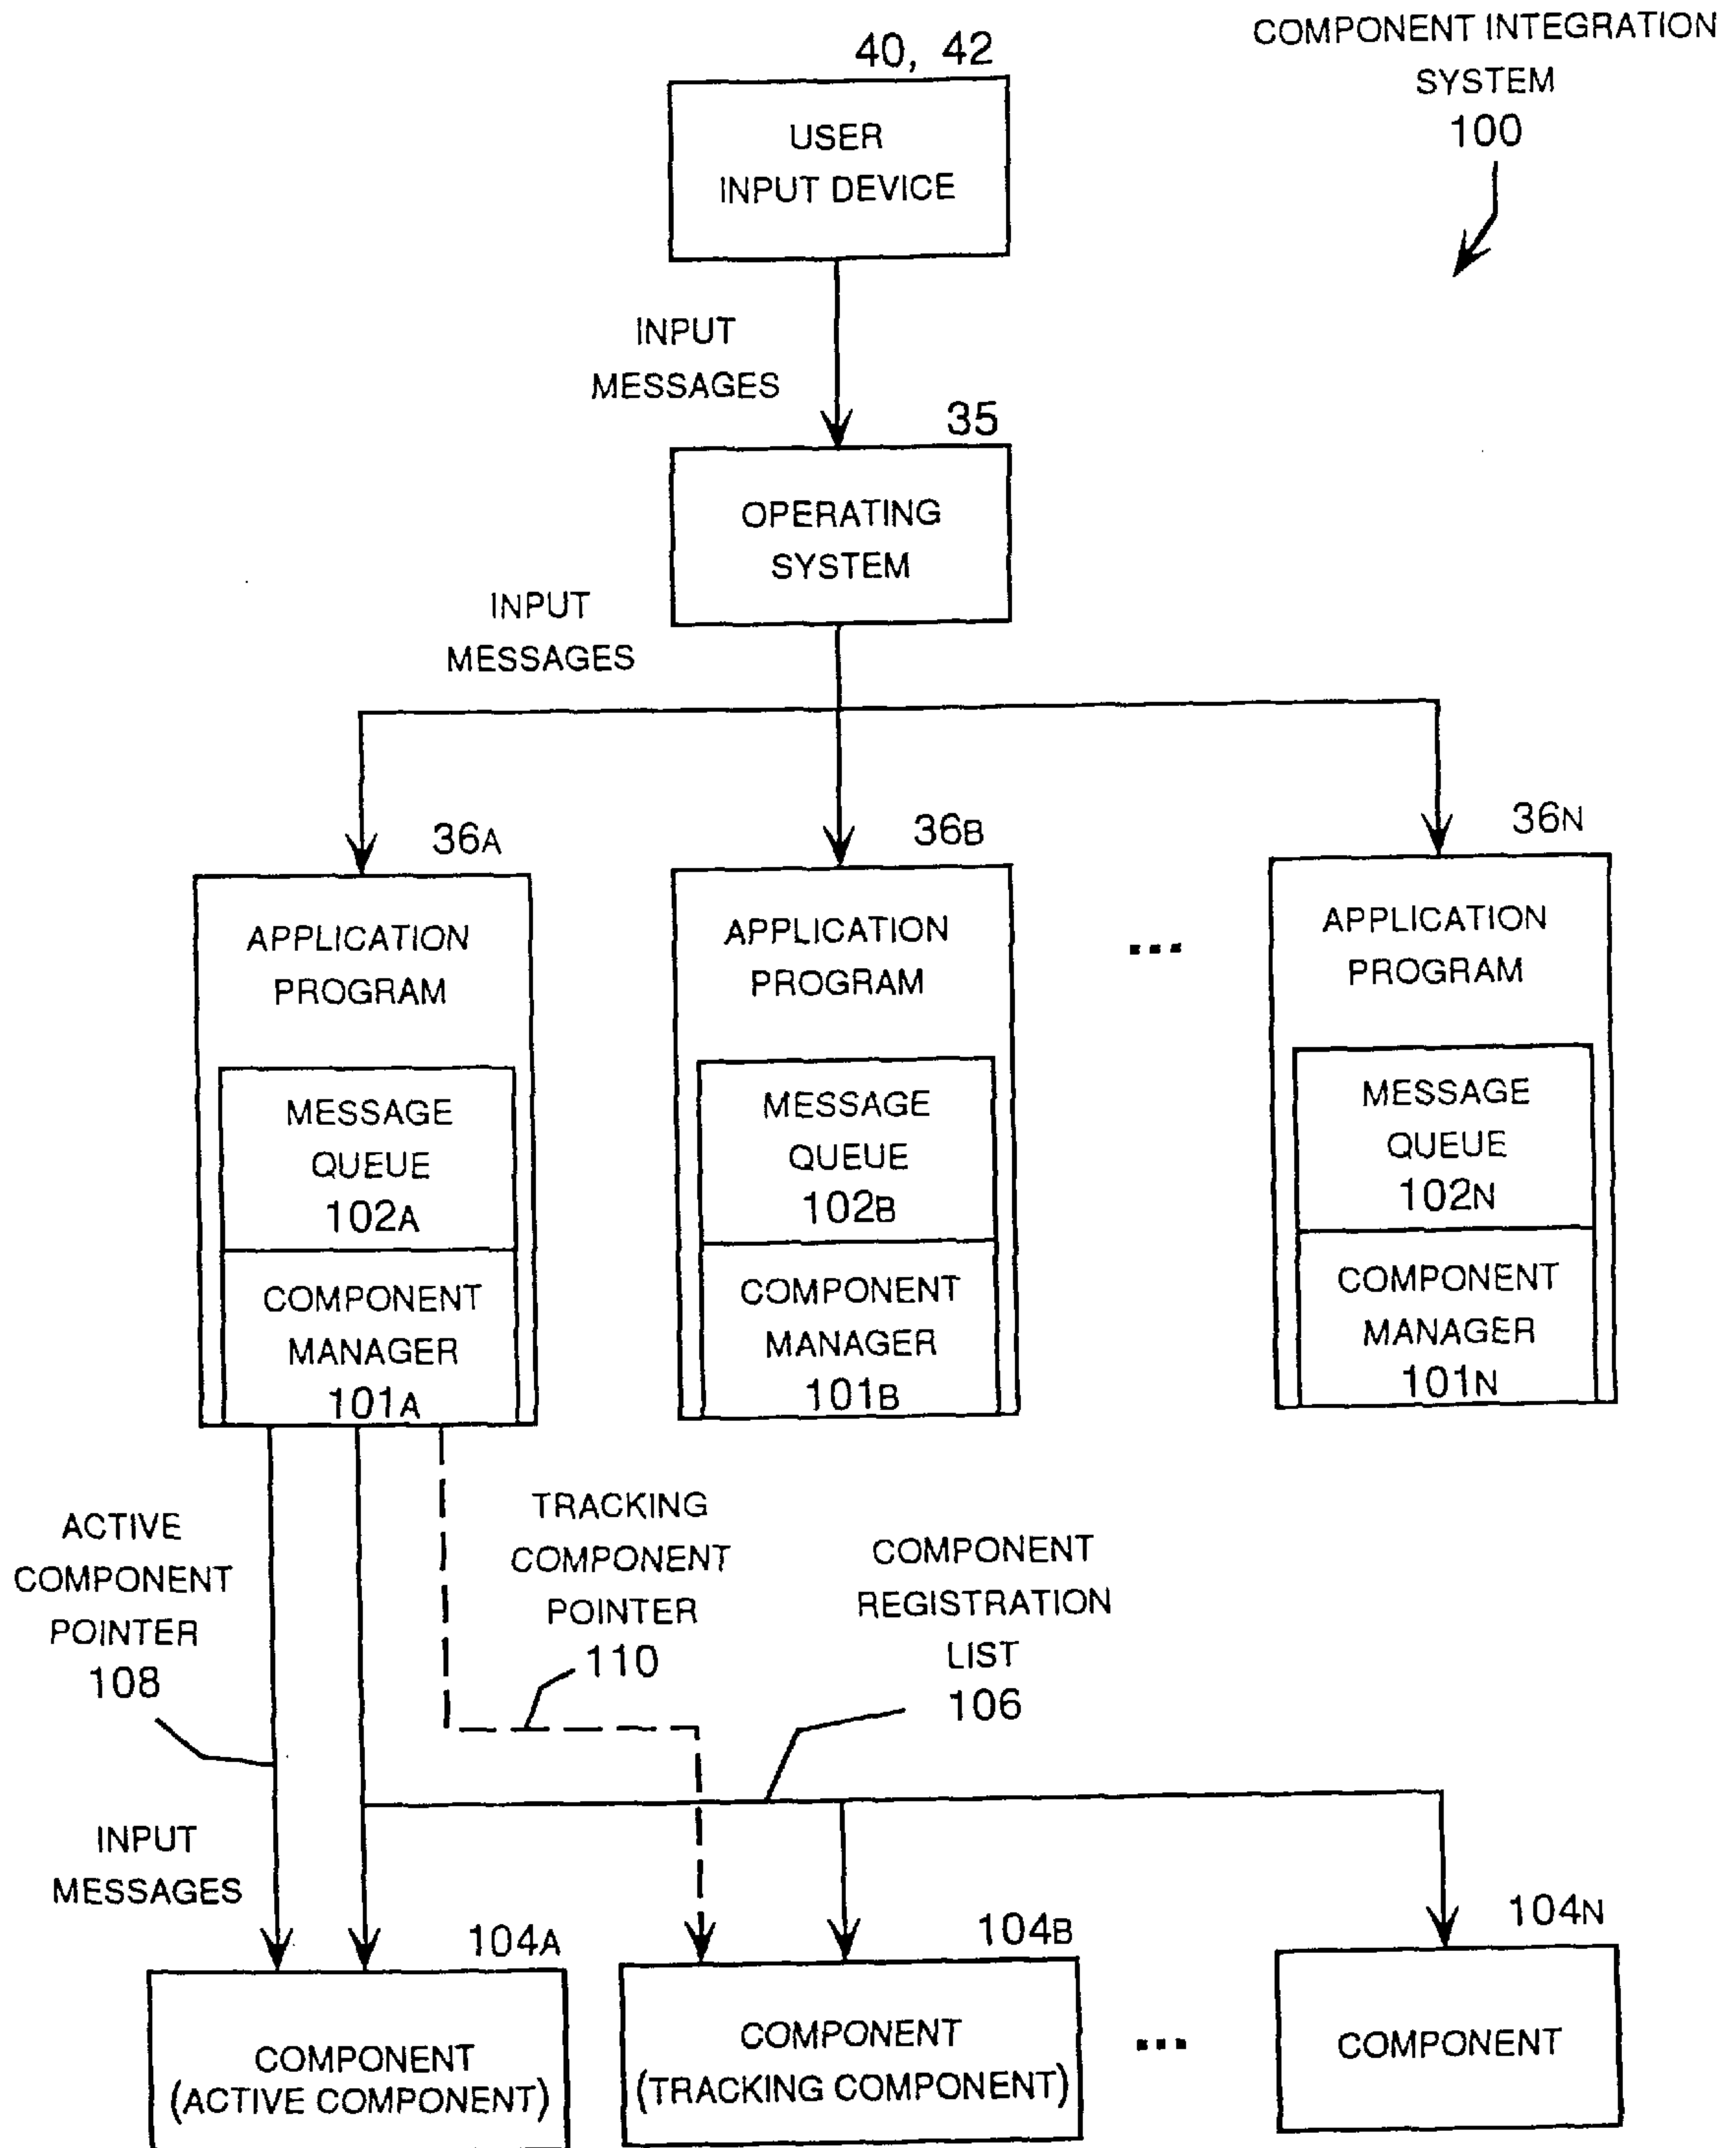 COMPONENT INTEGRATION
SYSTEM
100
40, 42
USER
INPUT DEVICE
INPUT
MESSAGES
35
OPERATING
SYSTEM
INPUT
MESSAGES
36A
APPLICATION
PROGRAM
MESSAGE
QUEUE
102A
COMPONENT
MANAGER
101A
36B
APPLICATION
PROGRAM
MESSAGE
QUEUE
102B
COMPONENT
MANAGER
101B
...
36N
APPLICATION
PROGRAM
MESSAGE
QUEUE
102N
COMPONENT
MANAGER
101N
ACTIVE
COMPONENT
POINTER
108
TRACKING
COMPONENT
POINTER
110
COMPONENT
REGISTRATION
LIST
106
INPUT
MESSAGES
104A
COMPONENT
(ACTIVE COMPONENT)
104B
COMPONENT
(TRACKING COMPONENT)
...
104N
COMPONENT